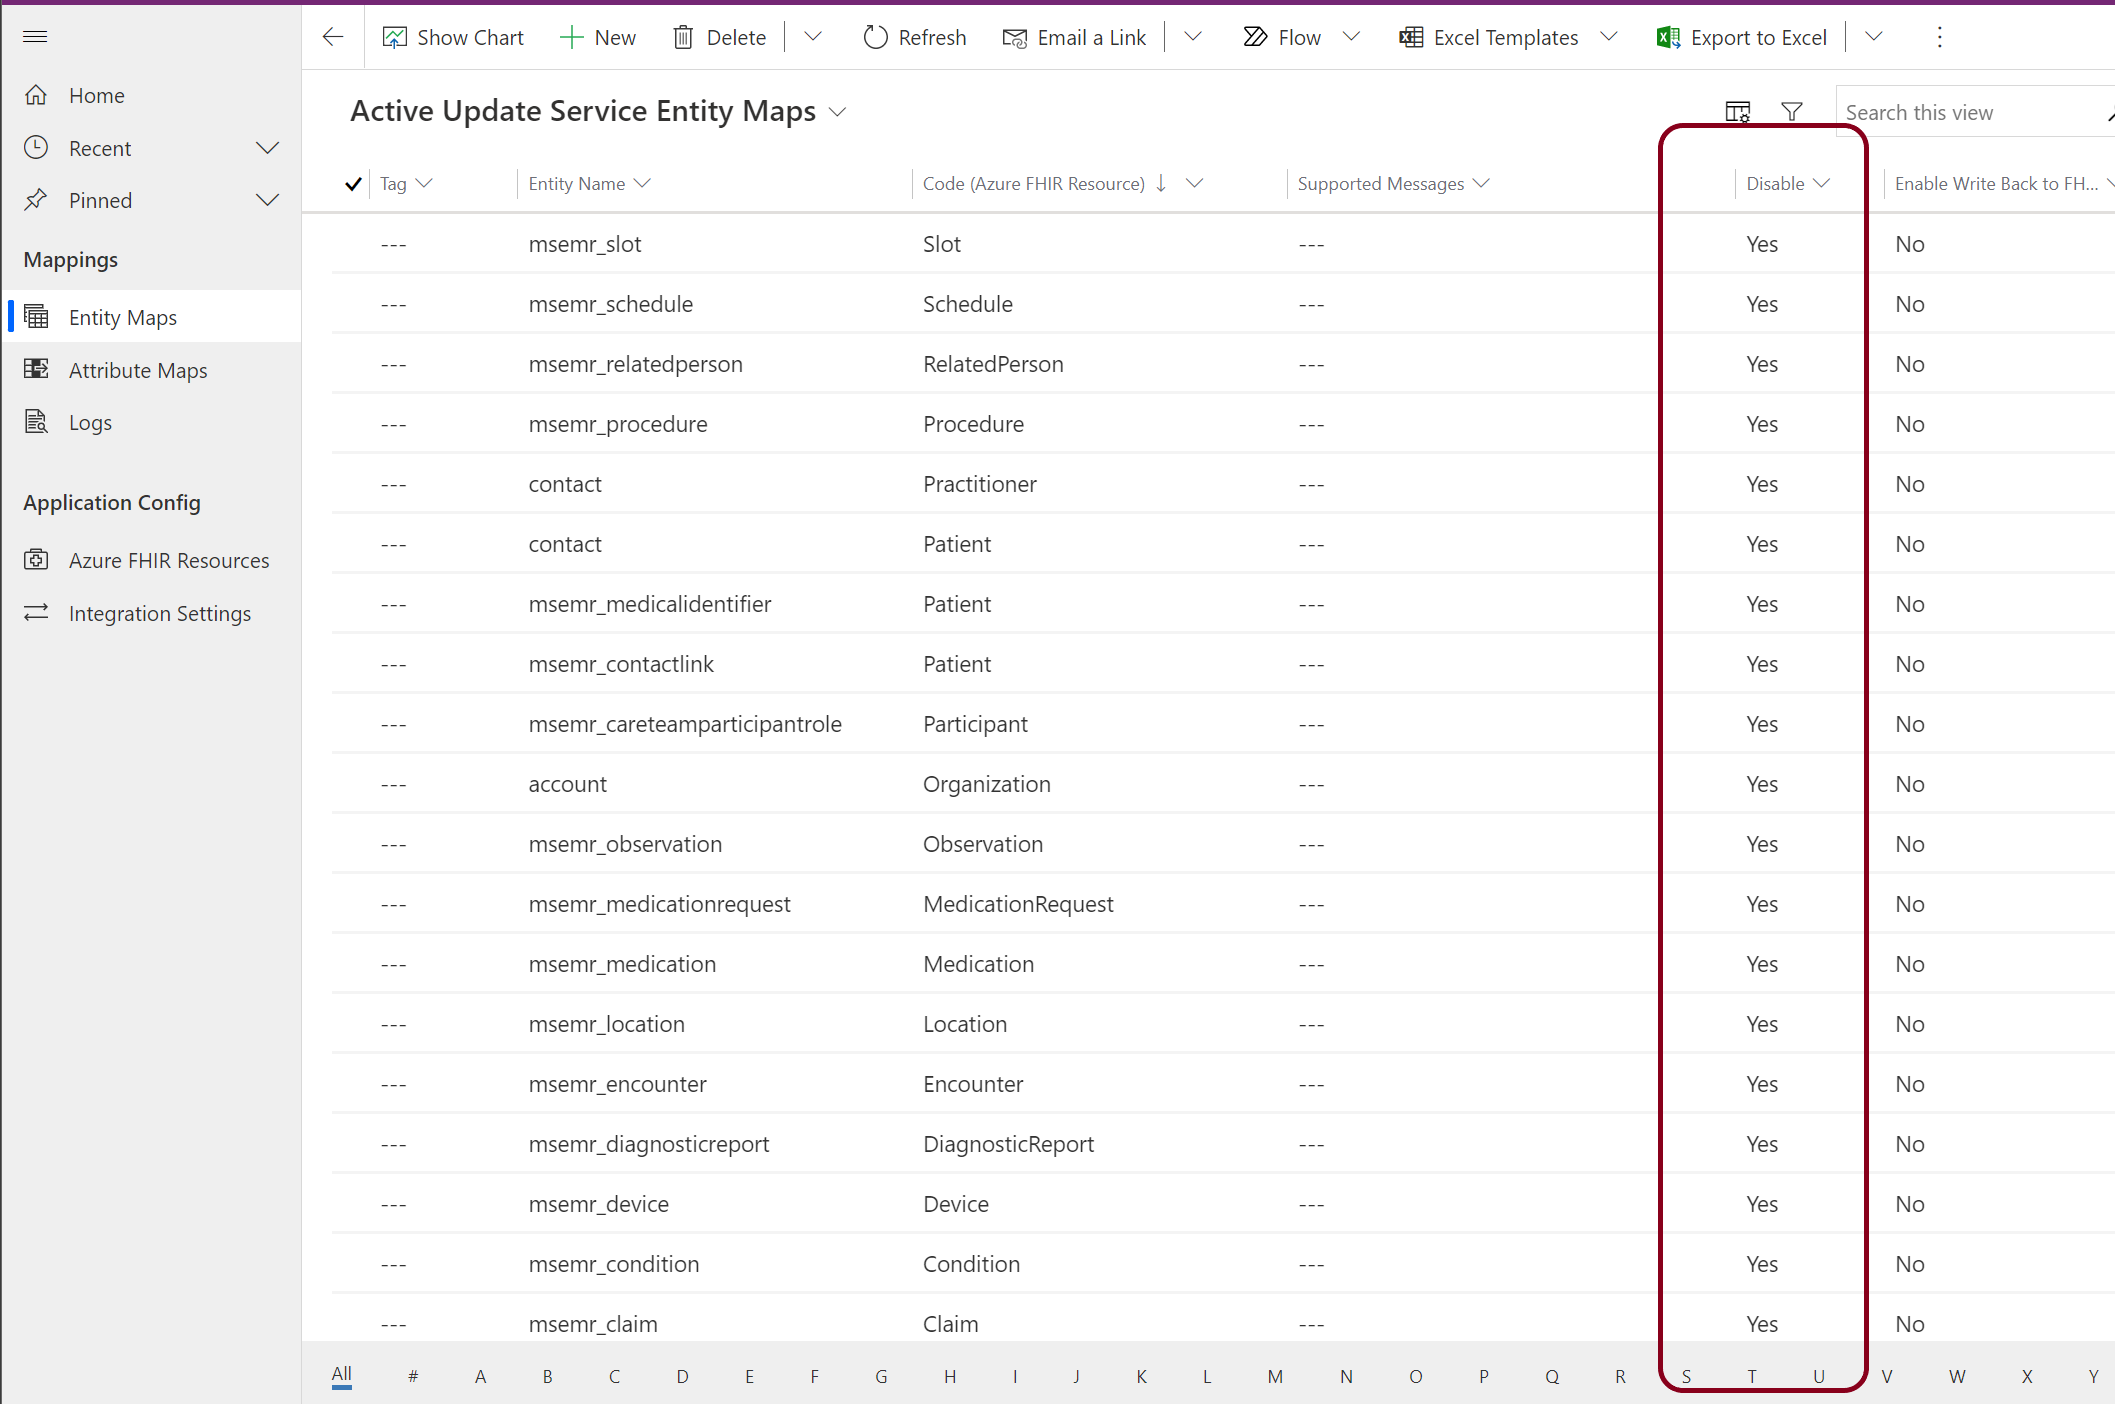 Show Chart New Delete Refresh Email a Link Flow Excel Templates Export to Excel
Home
Recent
Pinned
Mappings
Entity Maps
Attribute Maps
Logs
Application Config
Azure FHIR Resources
Integration Settings
Active Update Service Entity Maps Search this view
Tag Entity Name Code (Azure FHIR Resource) Supported Messages Disable Enable Write Back to FH...
--- msemr_slot Slot --- Yes No
--- msemr_schedule Schedule --- Yes No
--- msemr_relatedperson RelatedPerson --- Yes No
--- msemr_procedure Procedure --- Yes No
--- contact Practitioner --- Yes No
--- contact Patient --- Yes No
--- msemr_medicalidentifier Patient --- Yes No
--- msemr_contactlink Patient --- Yes No
--- msemr_careteamparticipantrole Participant --- Yes No
--- account Organization --- Yes No
--- msemr_observation Observation --- Yes No
--- msemr_medicationrequest MedicationRequest --- Yes No
--- msemr_medication Medication --- Yes No
--- msemr_location Location --- Yes No
--- msemr_encounter Encounter --- Yes No
--- msemr_diagnosticreport DiagnosticReport --- Yes No
--- msemr_device Device --- Yes No
--- msemr_condition Condition --- Yes No
--- msemr_claim Claim --- Yes No
All # A B C D E F G H I J K L M N O P Q R S T U V W X Y